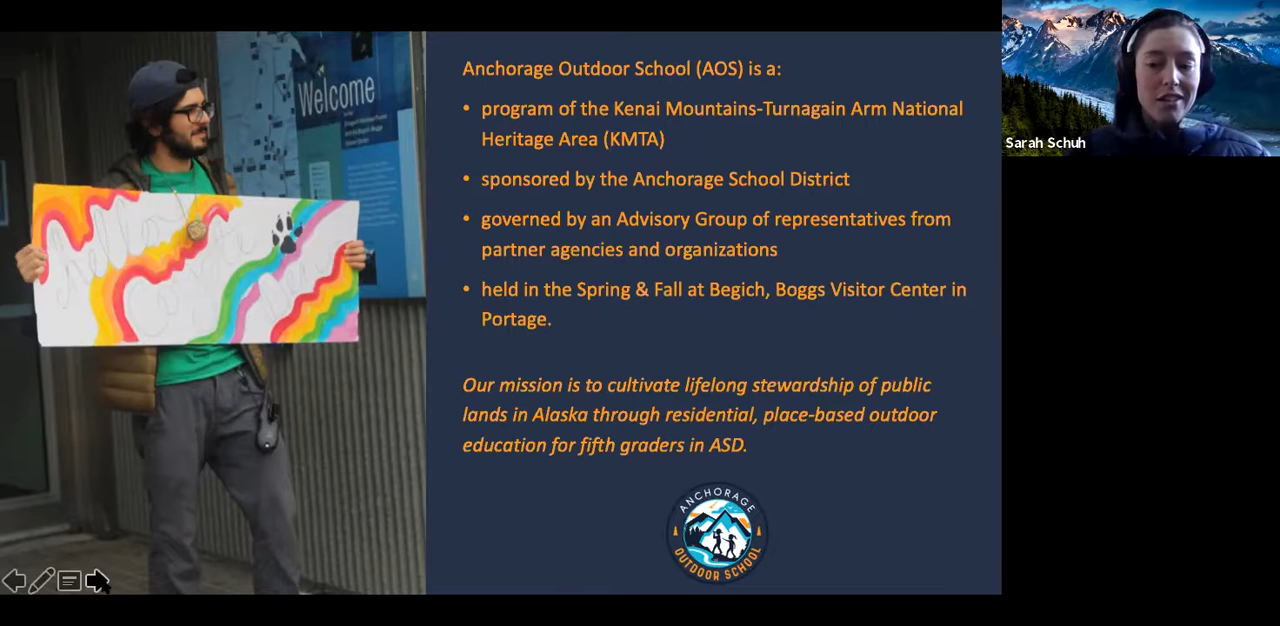 Anchorage Outdoor School (AOS) is a:
• program of the Kenai Mountains-Turnagain Arm National
Heritage Area (KMTA)
• sponsored by the Anchorage School District
• governed by an Advisory Group of representatives from
partner agencies and organizations
• held in the Spring & Fall at Begich, Boggs Visitor Center in
Portage.
Our mission is to cultivate lifelong stewardship of public
lands in Alaska through residential, place-based outdoor
education for fifth graders in ASD.
ANCHORAGE
OUTDOOR SCHOOL
Welcome
Sarah Schuh